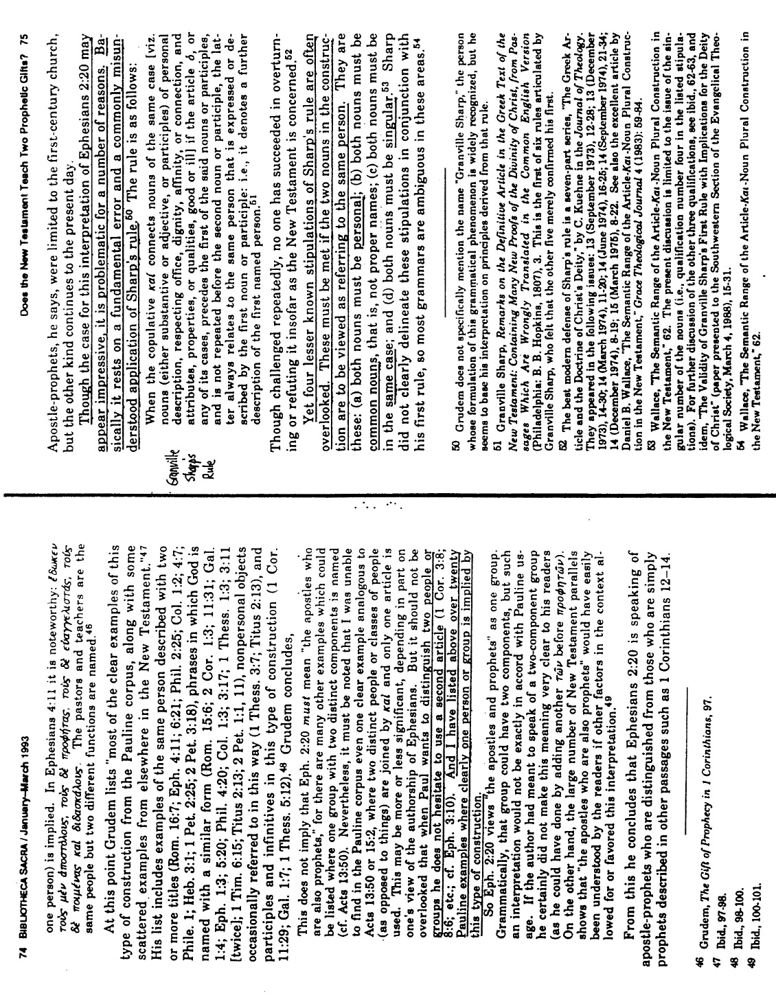 74 BIBLIOTHECA SACRA / January–March 1993
one person) is implied. In Ephesians 4:11 it is noteworthy: ἔδωκεν
τοὺς μὲν ἀποστόλους, τοὺς δὲ προφήτας, τοὺς δὲ εὐαγγελιστάς, τοὺς
δὲ ποιμένας καὶ διδασκάλους. The pastors and teachers are the
same people but two different functions are named.46
At this point Grudem lists "most of the clear examples of this
type of construction from the Pauline corpus, along with some
scattered examples from elsewhere in the New Testament."47
His list includes examples of the same person described with two
or more titles (Rom. 16:7; Eph. 4:11; 6:21; Phil. 2:25; Col. 1:2; 4:7;
Phile. 1; Heb. 3:1; 1 Pet. 2:25; 2 Pet. 3:18), phrases in which God is
named with a similar form (Rom. 15:6; 2 Cor. 1:3; 11:31; Gal.
1:4; Eph. 1:3; 5:20; Phil. 4:20; Col. 1:3; 3:17; 1 Thess. 1:3; 3:11
[twice]; 1 Tim. 6:15; Titus 2:13; 2 Pet. 1:1, 11), nonpersonal objects
occasionally referred to in this way (1 Thess. 3:7; Titus 2:13), and
participles and infinitives in this type of construction (1 Cor.
11:29; Gal. 1:7; 1 Thess. 5:12).48 Grudem concludes,
This does not imply that Eph. 2:20 must mean "the apostles who
are also prophets," for there are many other examples which could
be listed where one group with two distinct components is named
(cf. Acts 13:50). Nevertheless, it must be noted that I was unable
to find in the Pauline corpus even one clear example analogous to
Acts 13:50 or 15:2, where two distinct people or classes of people
(as opposed to things) are joined by καί and only one article is
used. This may be more or less significant, depending in part on
one's view of the authorship of Ephesians. But it should not be
overlooked that when Paul wants to distinguish two people or
groups he does not hesitate to use a second article (1 Cor. 3:8;
8:6; etc.; cf. Eph. 3:10). And I have listed above over twenty
Pauline examples where clearly one person or group is implied by
this type of construction.
So Eph. 2:20 views "the apostles and prophets" as one group.
Grammatically, that group could have two components, but such
an interpretation would not be exactly in accord with Pauline us-
age. If the author had meant to speak of a two-component group
he certainly did not make this meaning very clear to his readers
(as he could have done by adding another τῶν before προφητῶν).
On the other hand, the large number of New Testament parallels
shows that "the apostles who are also prophets" would have easily
been understood by the readers if other factors in the context al-
lowed for or favored this interpretation.49
From this he concludes that Ephesians 2:20 is speaking of
apostle-prophets who are distinguished from those who are simply
prophets described in other passages such as 1 Corinthians 12–14.
46 Grudem, The Gift of Prophecy in 1 Corinthians, 97.
47 Ibid., 97-98.
48 Ibid., 98-100.
49 Ibid., 100-101.
Does the New Testament Teach Two Prophetic Gifts? 75
Apostle-prophets, he says, were limited to the first-century church,
but the other kind continues to the present day.
Though the case for this interpretation of Ephesians 2:20 may
appear impressive, it is problematic for a number of reasons. Ba-
sically it rests on a fundamental error and a commonly misun-
derstood application of Sharp's rule.50 The rule is as follows:
Granville
Sharps
Rule
When the copulative καί connects nouns of the same case [viz.
nouns (either substantive or adjective, or participles) of personal
description, respecting office, dignity, affinity, or connection, and
attributes, properties, or qualities, good or ill] if the article ὁ, or
any of its cases, precedes the first of the said nouns or participles,
and is not repeated before the second noun or participle, the lat-
ter always relates to the same person that is expressed or de-
scribed by the first noun or participle: i.e., it denotes a further
description of the first named person.51
Though challenged repeatedly, no one has succeeded in overturn-
ing or refuting it insofar as the New Testament is concerned.52
Yet four lesser known stipulations of Sharp's rule are often
overlooked. These must be met if the two nouns in the construc-
tion are to be viewed as referring to the same person. They are
these: (a) both nouns must be personal; (b) both nouns must be
common nouns, that is, not proper names; (c) both nouns must be
in the same case; and (d) both nouns must be singular.53 Sharp
did not clearly delineate these stipulations in conjunction with
his first rule, so most grammars are ambiguous in these areas.54
50 Grudem does not specifically mention the name "Granville Sharp," the person
whose formulation of this grammatical phenomenon is widely recognized, but he
seems to base his interpretation on principles derived from that rule.
51 Granville Sharp, Remarks on the Definitive Article in the Greek Text of the
New Testament: Containing Many New Proofs of the Divinity of Christ, from Pas-
sages Which Are Wrongly Translated in the Common English Version
(Philadelphia: B. B. Hopkins, 1807), 3. This is the first of six rules articulated by
Granville Sharp, who felt that the other five merely confirmed his first.
52 The best modern defense of Sharp's rule is a seven-part series, "The Greek Ar-
ticle and the Doctrine of Christ's Deity," by C. Kuehne in the Journal of Theology.
They appeared in the following issues: 13 (September 1973), 12-28; 13 (December
1973), 14-30; 14 (March 1974), 11-20; 14 (June 1974), 16-25; 14 (September 1974), 21-34;
14 (December 1974), 8-19; 15 (March 1975), 8-22. See also the excellent article by
Daniel B. Wallace, "The Semantic Range of the Article-Και-Noun Plural Construc-
tion in the New Testament," Grace Theological Journal 4 (1983): 59-84.
53 Wallace, "The Semantic Range of the Article-Και-Noun Plural Construction in
the New Testament," 62. The present discussion is limited to the issue of the sin-
gular number of the nouns (i.e., qualification number four in the listed stipula-
tions). For further discussion of the other three qualifications, see ibid., 62-63, and
idem, "The Validity of Granville Sharp's First Rule with Implications for the Deity
of Christ" (paper presented to the Southwestern Section of the Evangelical Theo-
logical Society, March 4, 1988), 15-31.
54 Wallace, "The Semantic Range of the Article-Και-Noun Plural Construction in
the New Testament," 62.